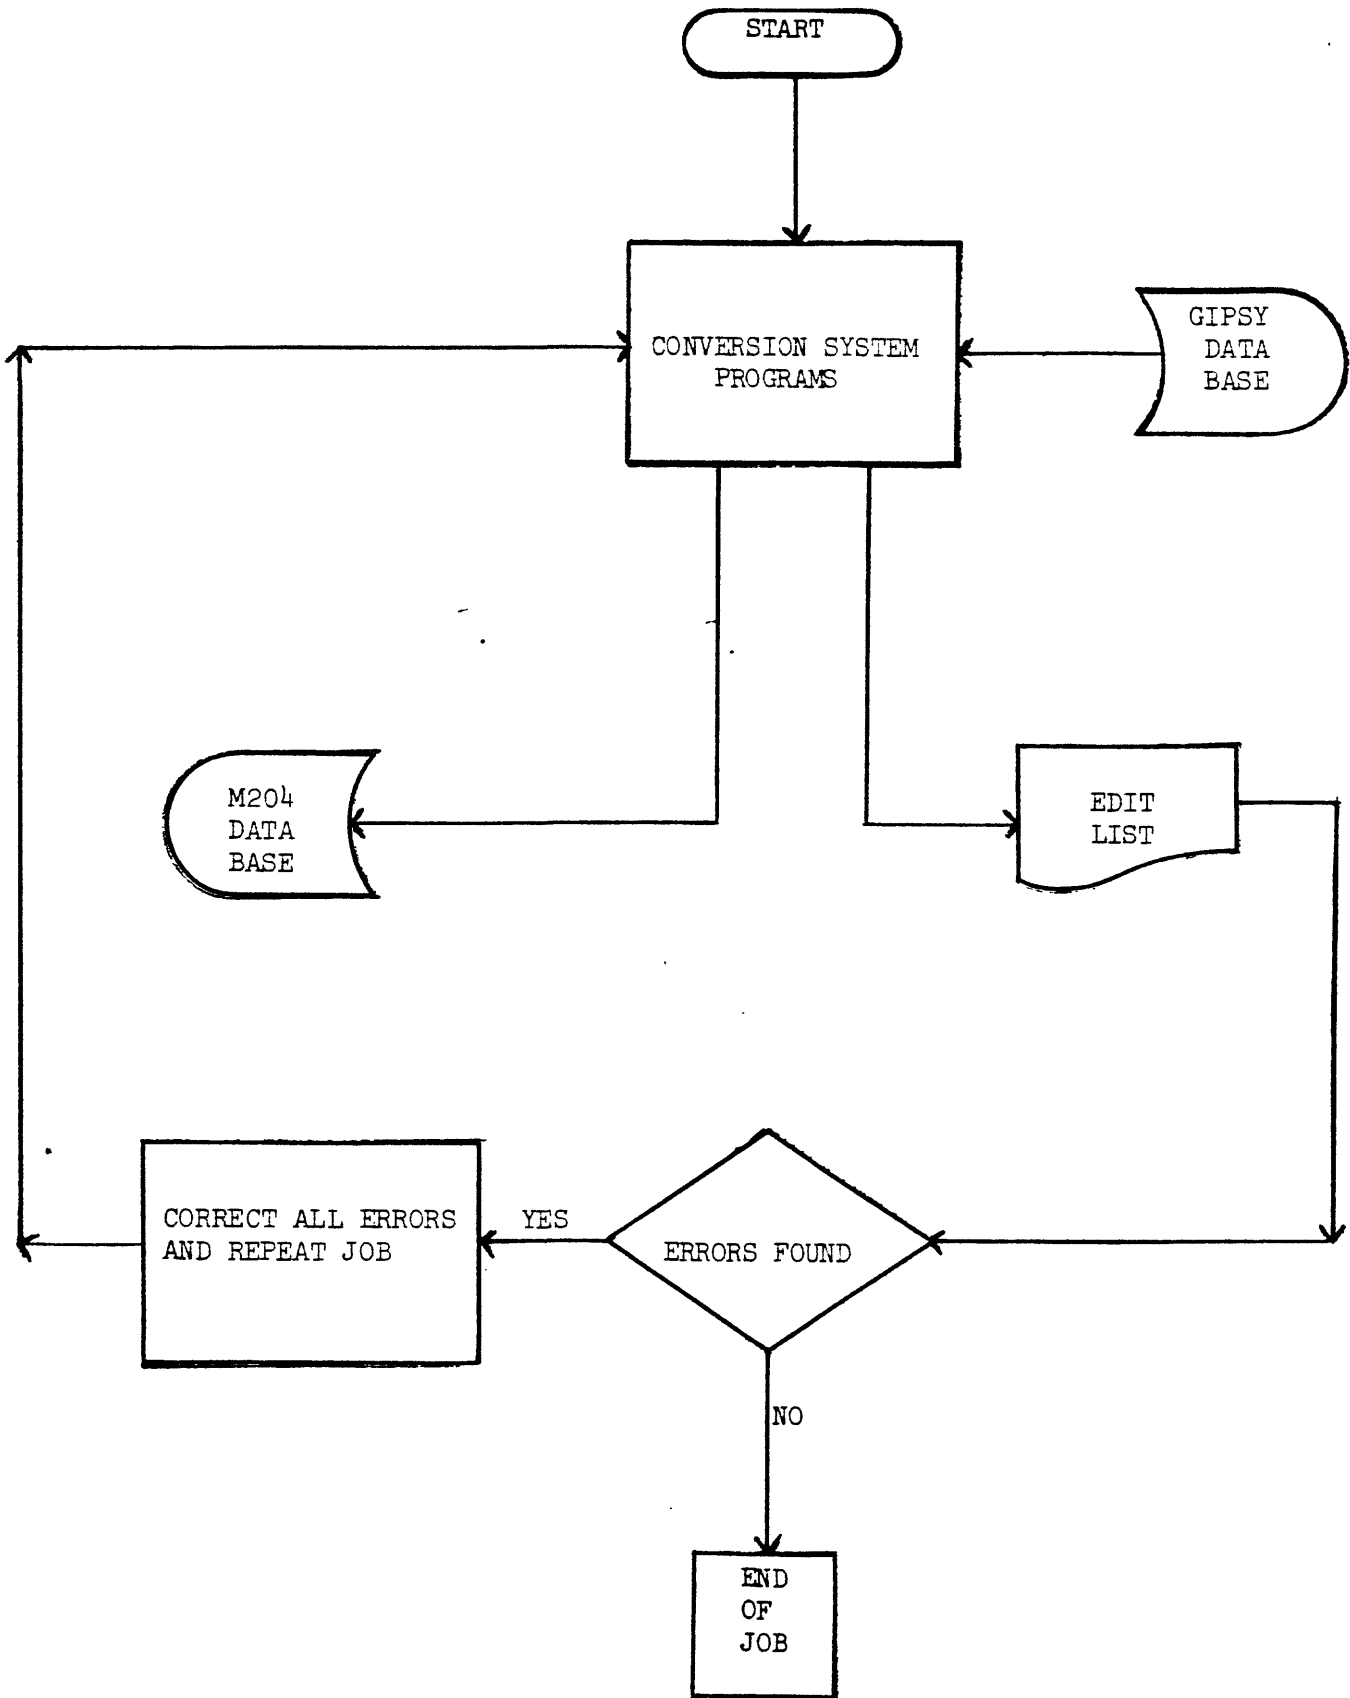 START
CONVERSION SYSTEM
PROGRAMS
GIPSY
DATA
BASE
M204
DATA
BASE
EDIT
LIST
CORRECT ALL ERRORS
AND REPEAT JOB
YES
ERRORS FOUND
NO
END
OF
JOB